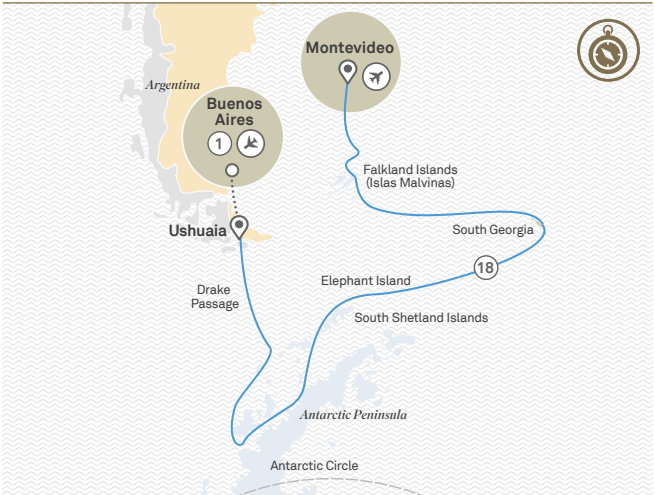 Montevideo
Argentina
Buenos
Aires
1
Falkland Islands
(Islas Malvinas)
Ushuaia
South Georgia
18
Elephant Island
Drake
Passage
South Shetland Islands
Antarctic Peninsula
Antarctic Circle